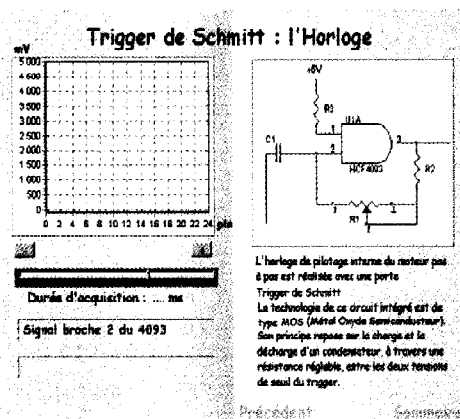 Trigger de Schmitt : l'Horloge
mV
5 000
4 500
4 000
3 500
3 000
2 500
2 000
1 500
1 000
500
0
0 2 4 6 8 10 12 14 16 18 20 22 24
Durée d'acquisition : .... ms
Signal broche 2 du 4093
+5V
R3
U1A
C1
1
2
3
HCF4093
R2
R1
L'horloge de pilotage interne du moteur pas
à pas est réalisée avec une porte
Trigger de Schmitt
La technologie de ce circuit intégré est de
type MOS (Métal Oxyde Semiconducteur).
Son principe repose sur la charge et la
décharge d'un condensateur, à travers une
résistance réglable, entre les deux tensions
de seuil du trigger.
Précédent
Sommaire